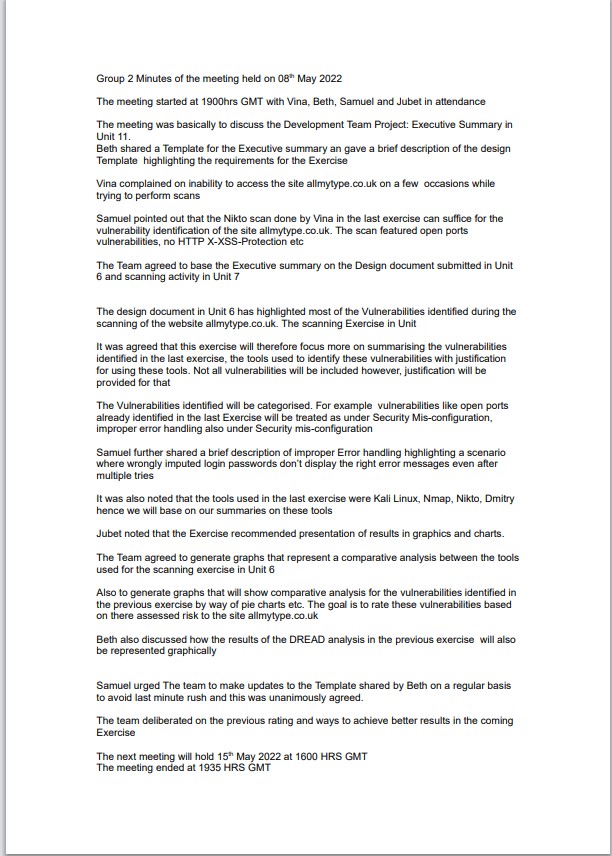 Group 2 Minutes of the meeting held on 08th May 2022
The meeting started at 1900hrs GMT with Vina, Beth, Samuel and Jubet in attendance
The meeting was basically to discuss the Development Team Project: Executive Summary in
Unit 11.
Beth shared a Template for the Executive summary an gave a brief description of the design
Template highlighting the requirements for the Exercise
Vina complained on inability to access the site allmytype.co.uk on a few occasions while
trying to perform scans
Samuel pointed out that the Nikto scan done by Vina in the last exercise can suffice for the
vulnerability identification of the site allmytype.co.uk. The scan featured open ports
vulnerabilities, no HTTP X-XSS-Protection etc
The Team agreed to base the Executive summary on the Design document submitted in Unit
6 and scanning activity in Unit 7
The design document in Unit 6 has highlighted most of the Vulnerabilities identified during the
scanning of the website allmytype.co.uk. The scanning Exercise in Unit
It was agreed that this exercise will therefore focus more on summarising the vulnerabilities
identified in the last exercise, the tools used to identify these vulnerabilities with justification
for using these tools. Not all vulnerabilities will be included however, justification will be
provided for that
The Vulnerabilities identified will be categorised. For example vulnerabilities like open ports
already identified in the last Exercise will be treated as under Security Mis-configuration,
improper error handling also under Security mis-configuration
Samuel further shared a brief description of improper Error handling highlighting a scenario
where wrongly imputed login passwords don't display the right error messages even after
multiple tries
It was also noted that the tools used in the last exercise were Kali Linux, Nmap, Nikto, Dmitry
hence we will base on our summaries on these tools
Jubet noted that the Exercise recommended presentation of results in graphics and charts.
The Team agreed to generate graphs that represent a comparative analysis between the tools
used for the scanning exercise in Unit 6
Also to generate graphs that will show comparative analysis for the vulnerabilities identified in
the previous exercise by way of pie charts etc. The goal is to rate these vulnerabilities based
on there assessed risk to the site allmytype.co.uk
Beth also discussed how the results of the DREAD analysis in the previous exercise will also
be represented graphically
Samuel urged The team to make updates to the Template shared by Beth on a regular basis
to avoid last minute rush and this was unanimously agreed.
The team deliberated on the previous rating and ways to achieve better results in the coming
Exercise
The next meeting will hold 15th May 2022 at 1600 HRS GMT
The meeting ended at 1935 HRS GMT